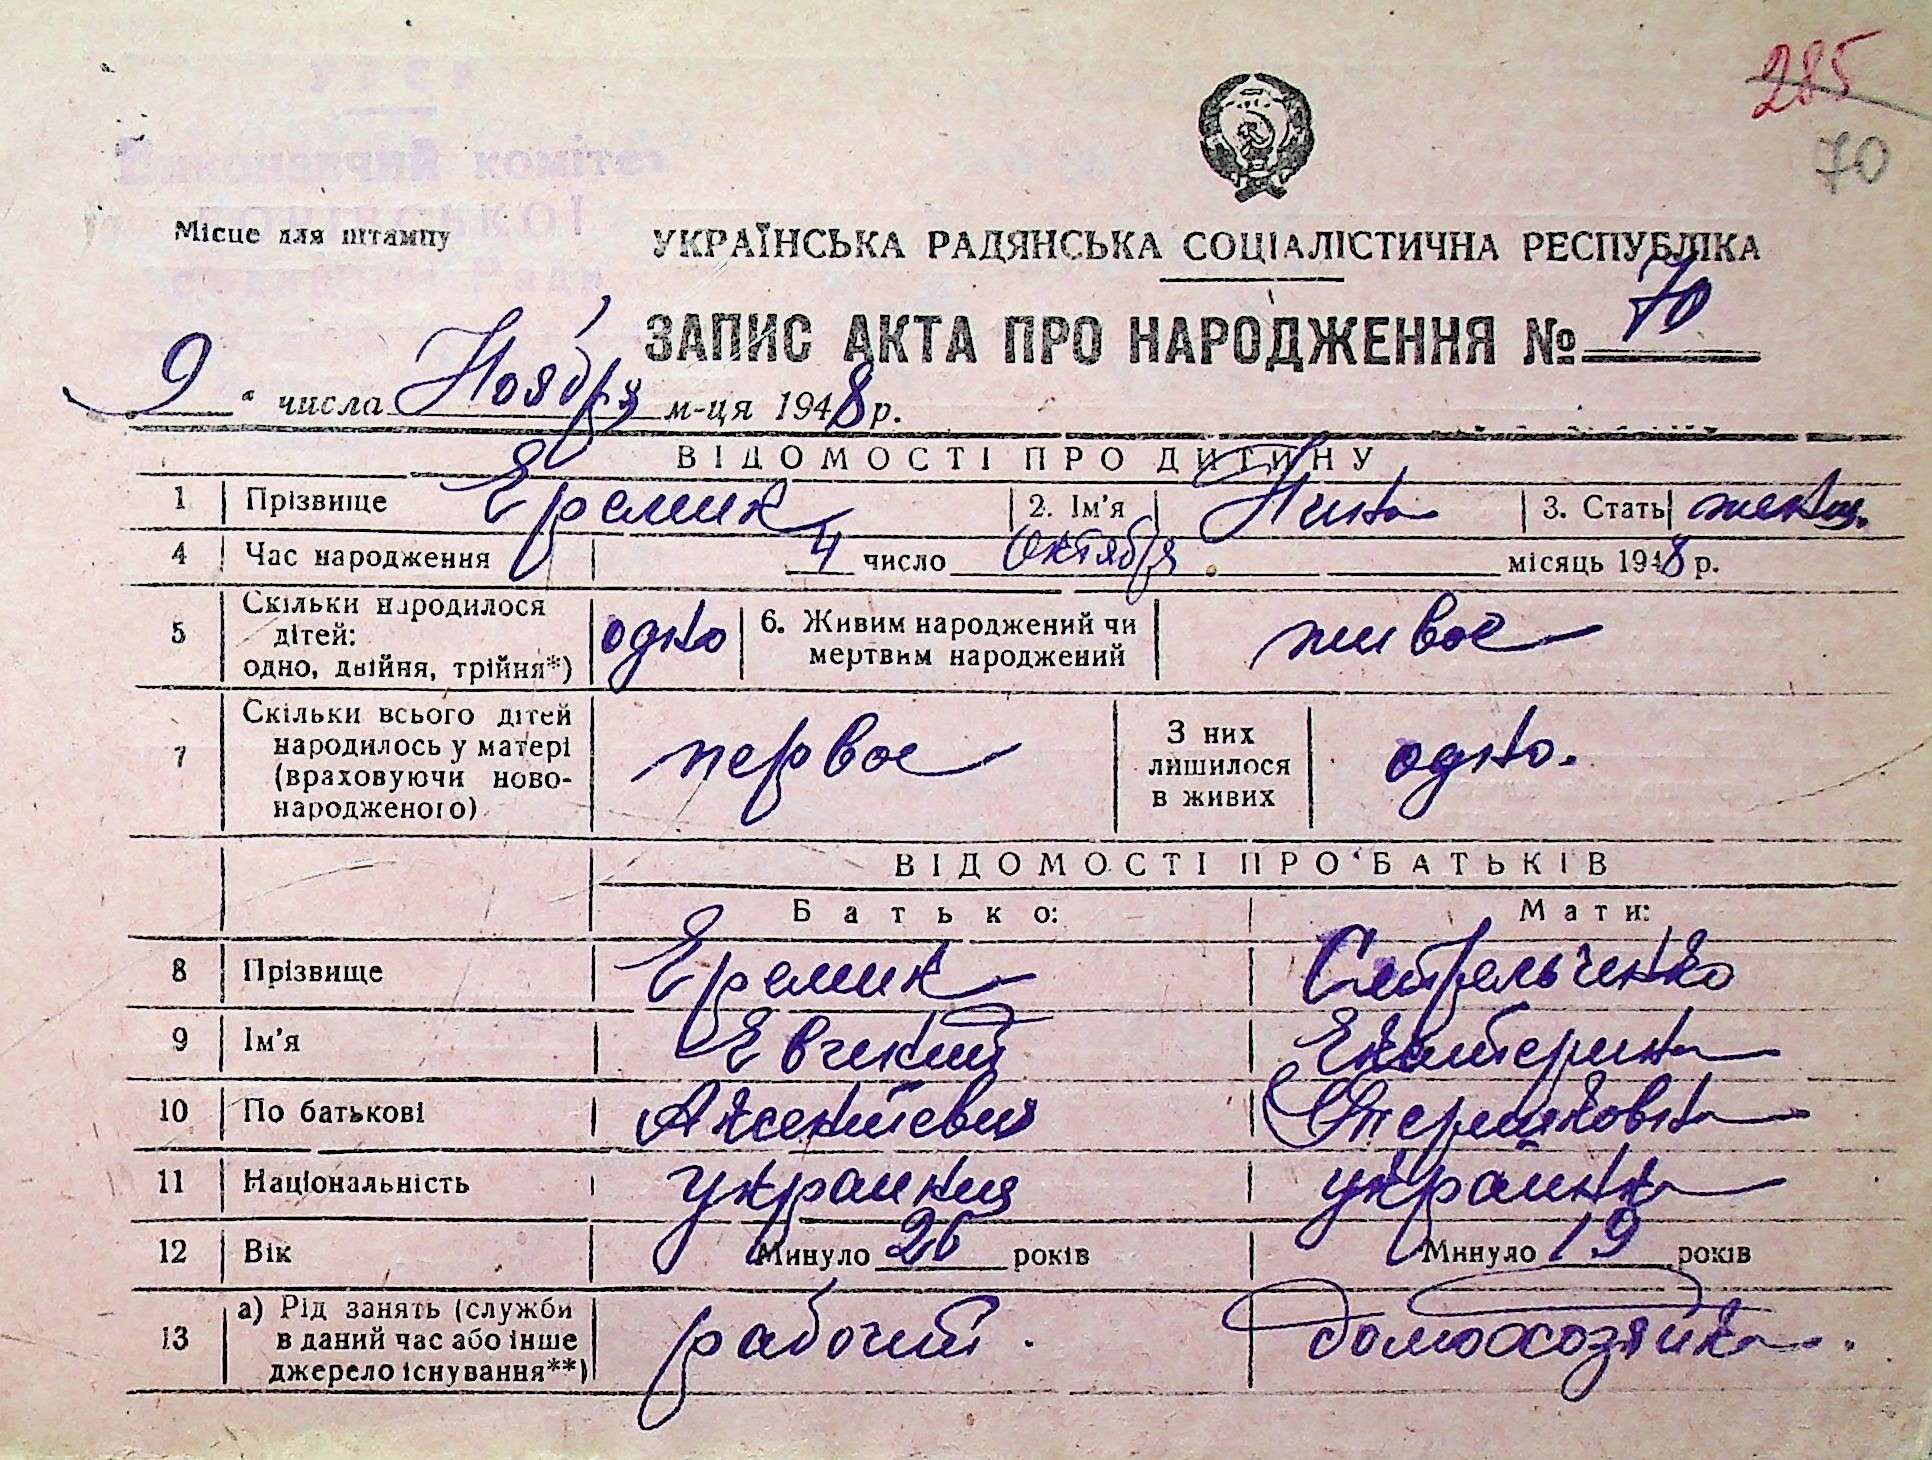 285
70
У Р С Р
Виконавчий комітет
Місце для штампу
УКРАЇНСЬКА РАДЯНСЬКА СОЦІАЛІСТИЧНА РЕСПУБЛІКА
ЗАПИС АКТА ПРО НАРОДЖЕННЯ № 70
9 " числа Ноября м-ця 1948 р.
ВІДОМОСТІ ПРО ДИТИНУ
1 Прізвище Еремик 2. Ім'я Нина 3. Стать женщ.
4 Час народження 4 число Октября місяць 1948 р.
5 Скільки народилося дітей: одно, двійня, трійня*) одно 6. Живим народжений чи мертвим народжений живое
7 Скільки всього дітей народилось у матері (враховуючи новонародженого) первое З них лишилося в живих одно.
ВІДОМОСТІ ПРО БАТЬКІВ
Батько: Мати:
8 Прізвище Еремик Стрельченко
9 Ім'я Евгений Екатерина
10 По батькові Аксентиевич
11 Національність украинец украинка
12 Вік Минуло 26 років Минуло 19 років
13 а) Рід занять (служби в даний час або інше джерело існування**) рабочий. домохозяйка.